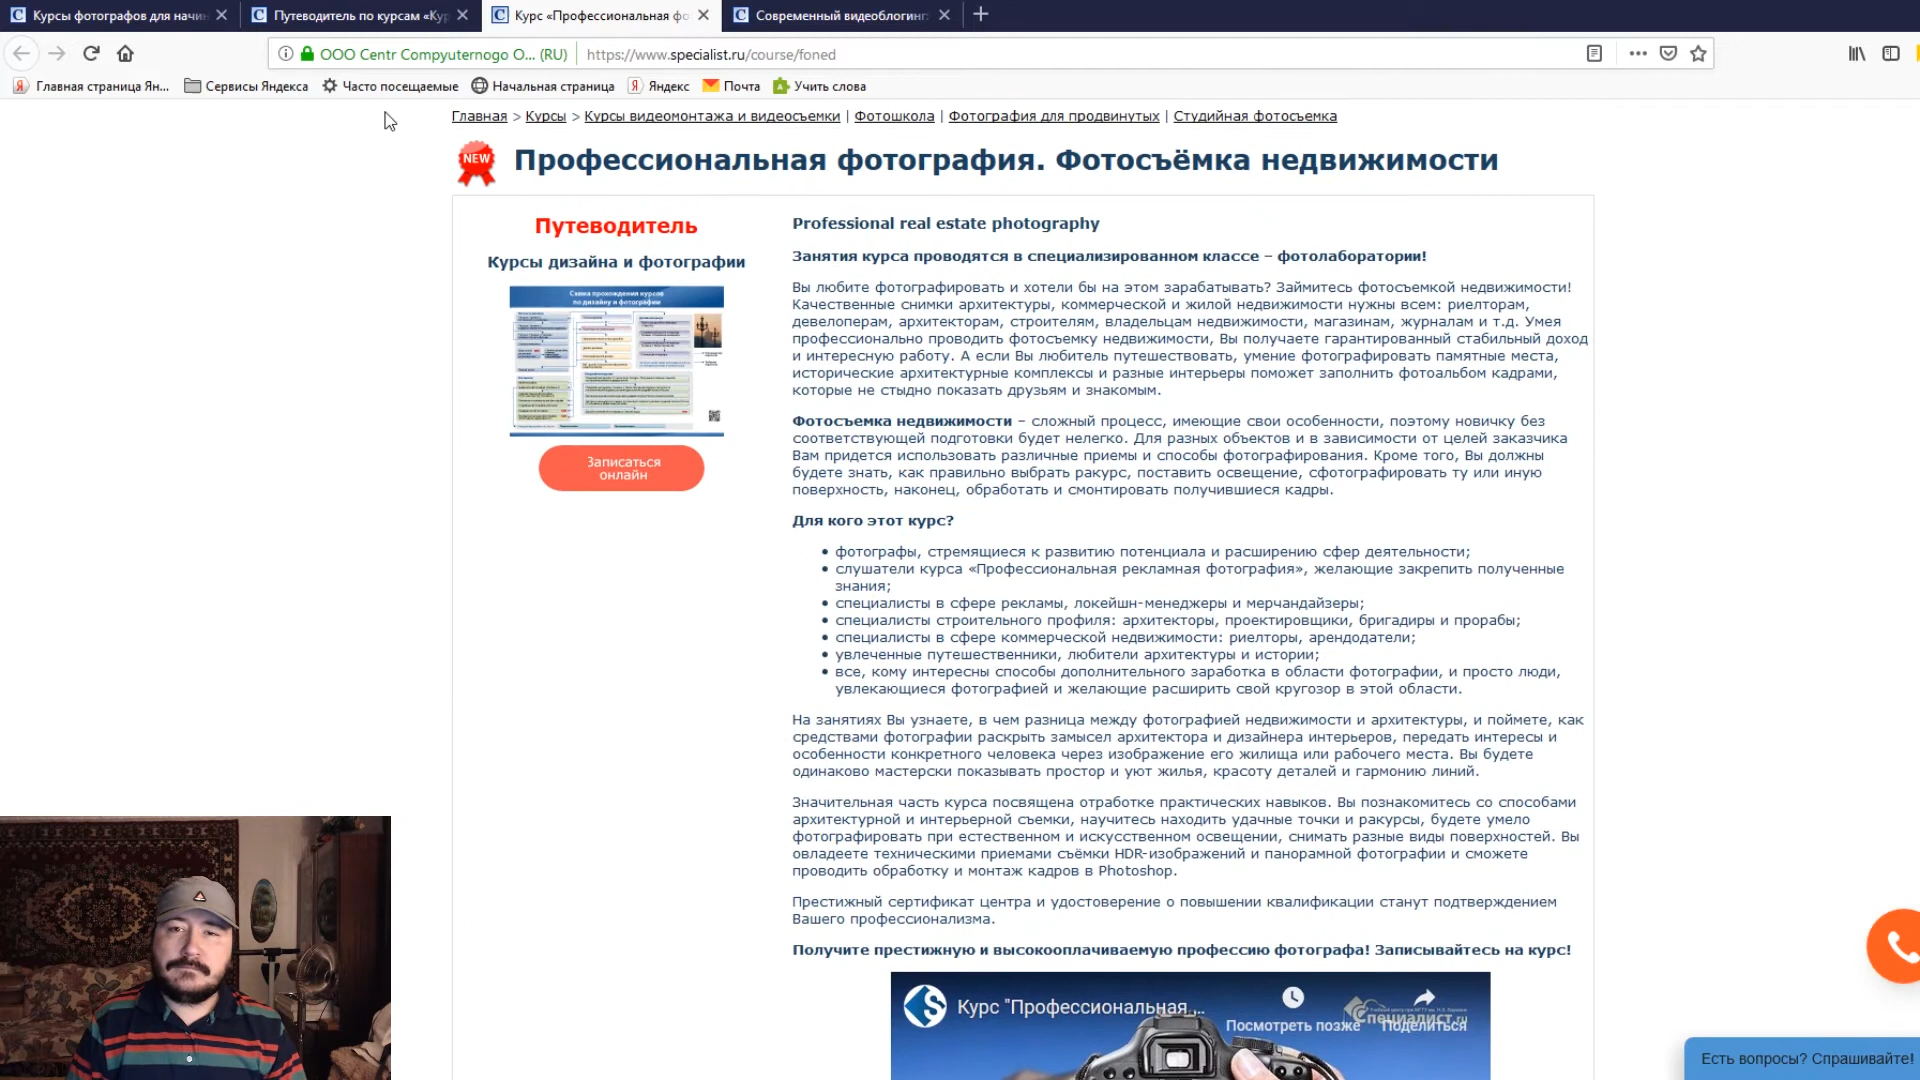 Курсы фотографов для начин
Путеводитель по курсам «Кур
Курс «Профессиональная фо
Современный видеоблогинг:
ООО Centr Compyuternogo O... (RU)
https://www.specialist.ru/course/foned
Главная страница Ян...
Сервисы Яндекса
Часто посещаемые
Начальная страница
Яндекс
Почта
Учить слова
Главная > Курсы > Курсы видеомонтажа и видеосъемки | Фотошкола | Фотография для продвинутых | Студийная фотосъемка
NEW
Профессиональная фотография. Фотосъёмка недвижимости
Путеводитель
Курсы дизайна и фотографии
Схема прохождения курсов
по дизайну и фотографии
Записаться
онлайн
Professional real estate photography
Занятия курса проводятся в специализированном классе – фотолаборатории!
Вы любите фотографировать и хотели бы на этом зарабатывать? Займитесь фотосъемкой недвижимости!
Качественные снимки архитектуры, коммерческой и жилой недвижимости нужны всем: риелторам,
девелоперам, архитекторам, строителям, владельцам недвижимости, магазинам, журналам и т.д. Умея
профессионально проводить фотосъемку недвижимости, Вы получаете гарантированный стабильный доход
и интересную работу. А если Вы любитель путешествовать, умение фотографировать памятные места,
исторические архитектурные комплексы и разные интерьеры поможет заполнить фотоальбом кадрами,
которые не стыдно показать друзьям и знакомым.
Фотосъемка недвижимости – сложный процесс, имеющие свои особенности, поэтому новичку без
соответствующей подготовки будет нелегко. Для разных объектов и в зависимости от целей заказчика
Вам придется использовать различные приемы и способы фотографирования. Кроме того, Вы должны
будете знать, как правильно выбрать ракурс, поставить освещение, сфотографировать ту или иную
поверхность, наконец, обработать и смонтировать получившиеся кадры.
Для кого этот курс?
фотографы, стремящиеся к развитию потенциала и расширению сфер деятельности;
слушатели курса «Профессиональная рекламная фотография», желающие закрепить полученные
знания;
специалисты в сфере рекламы, локейшн-менеджеры и мерчандайзеры;
специалисты строительного профиля: архитекторы, проектировщики, бригадиры и прорабы;
специалисты в сфере коммерческой недвижимости: риелторы, арендодатели;
увлеченные путешественники, любители архитектуры и истории;
все, кому интересны способы дополнительного заработка в области фотографии, и просто люди,
увлекающиеся фотографией и желающие расширить свой кругозор в этой области.
На занятиях Вы узнаете, в чем разница между фотографией недвижимости и архитектуры, и поймете, как
средствами фотографии раскрыть замысел архитектора и дизайнера интерьеров, передать интересы и
особенности конкретного человека через изображение его жилища или рабочего места. Вы будете
одинаково мастерски показывать простор и уют жилья, красоту деталей и гармонию линий.
Значительная часть курса посвящена отработке практических навыков. Вы познакомитесь со способами
архитектурной и интерьерной съемки, научитесь находить удачные точки и ракурсы, будете умело
фотографировать при естественном и искусственном освещении, снимать разные виды поверхностей. Вы
овладеете техническими приемами съёмки HDR-изображений и панорамной фотографии и сможете
проводить обработку и монтаж кадров в Photoshop.
Престижный сертификат центра и удостоверение о повышении квалификации станут подтверждением
Вашего профессионализма.
Получите престижную и высокооплачиваемую профессию фотографа! Записывайтесь на курс!
Курс "Профессиональная ...
Посмотреть позже
Поделиться
Специалист.ru
Есть вопросы? Спрашивайте!